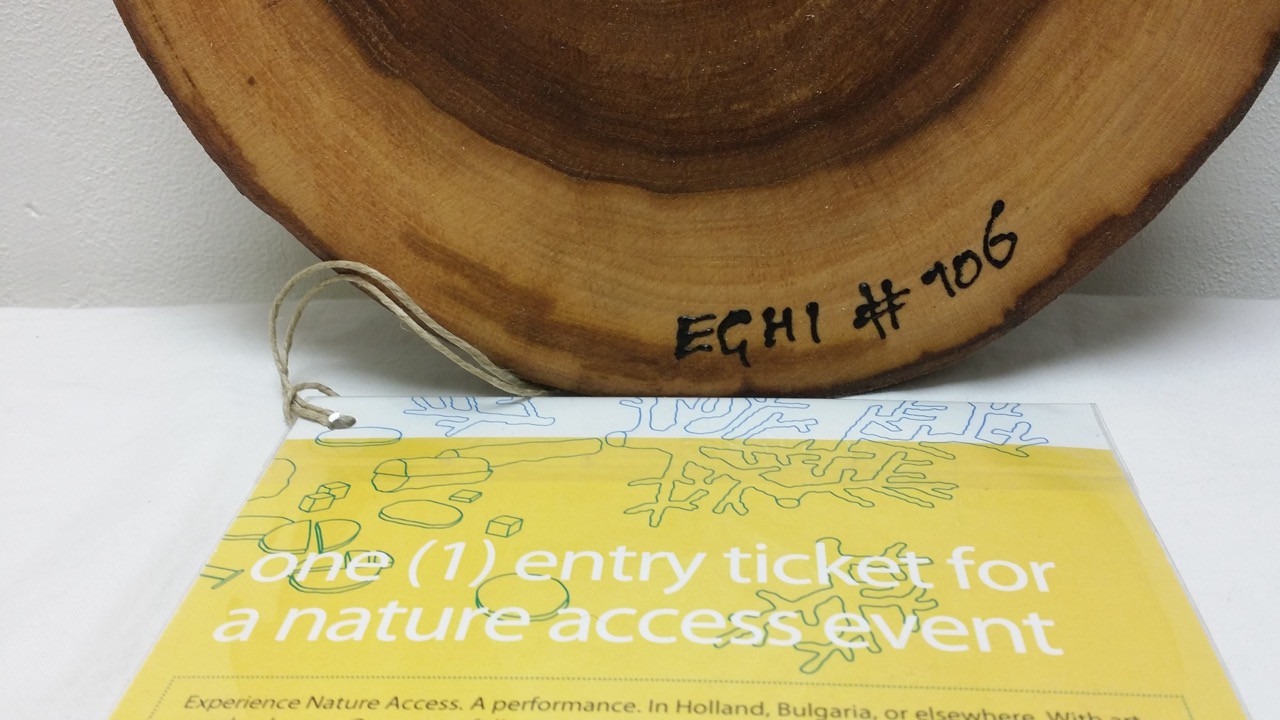 EGHI #106
one (1) entry ticket for
a nature access event
Experience Nature Access. A performance. In Holland, Bulgaria, or elsewhere. With art